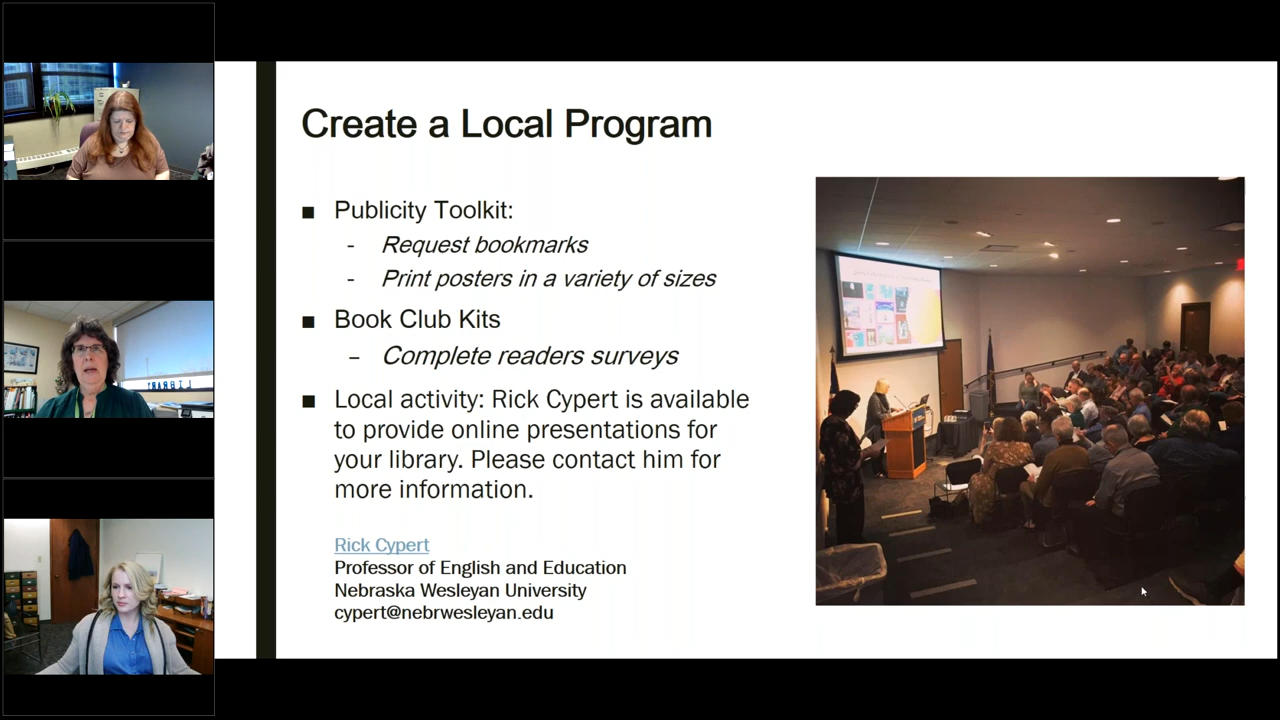 Create a Local Program
■ Publicity Toolkit:
- Request bookmarks
- Print posters in a variety of sizes
■ Book Club Kits
– Complete readers surveys
■ Local activity: Rick Cypert is available
to provide online presentations for
your library. Please contact him for
more information.
Rick Cypert
Professor of English and Education
Nebraska Wesleyan University
cypert@nebrwesleyan.edu